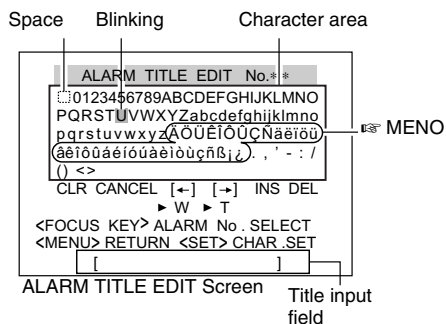 Space Blinking Character area
ALARM TITLE EDIT No.**
0123456789ABCDEFGHIJKLMNO
PQRSTUVWXYZabcdefghijklmno
pqrstuvwxyzÄÖÜÊÎÔÛÇÑäëïöü
☞ MENO
âêîôûáéíóúàèìòùçñß¡¿. , ' - : /
() <>
CLR CANCEL [←] [→] INS DEL
► W ► T
<FOCUS KEY> ALARM No . SELECT
<MENU> RETURN <SET> CHAR .SET
[ ]
ALARM TITLE EDIT Screen
Title input
field